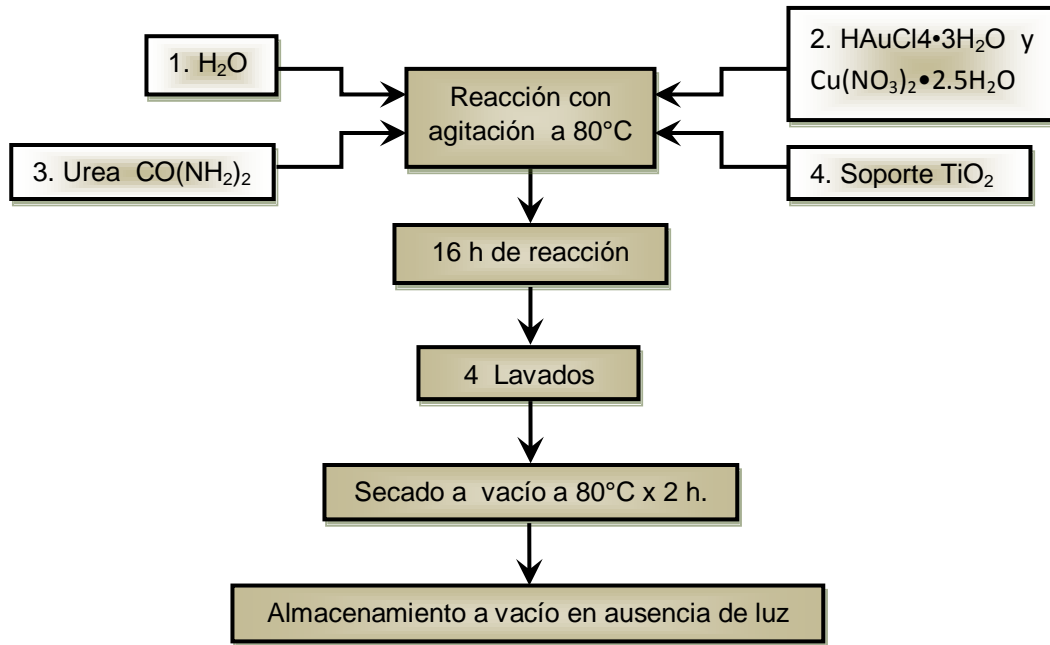 1. H₂O
2. HAuCl4•3H₂O y
Cu(NO₃)₂•2.5H₂O
Reacción con
agitación a 80°C
3. Urea CO(NH₂)₂
4. Soporte TiO₂
16 h de reacción
4 Lavados
Secado a vacío a 80°C x 2 h.
Almacenamiento a vacío en ausencia de luz